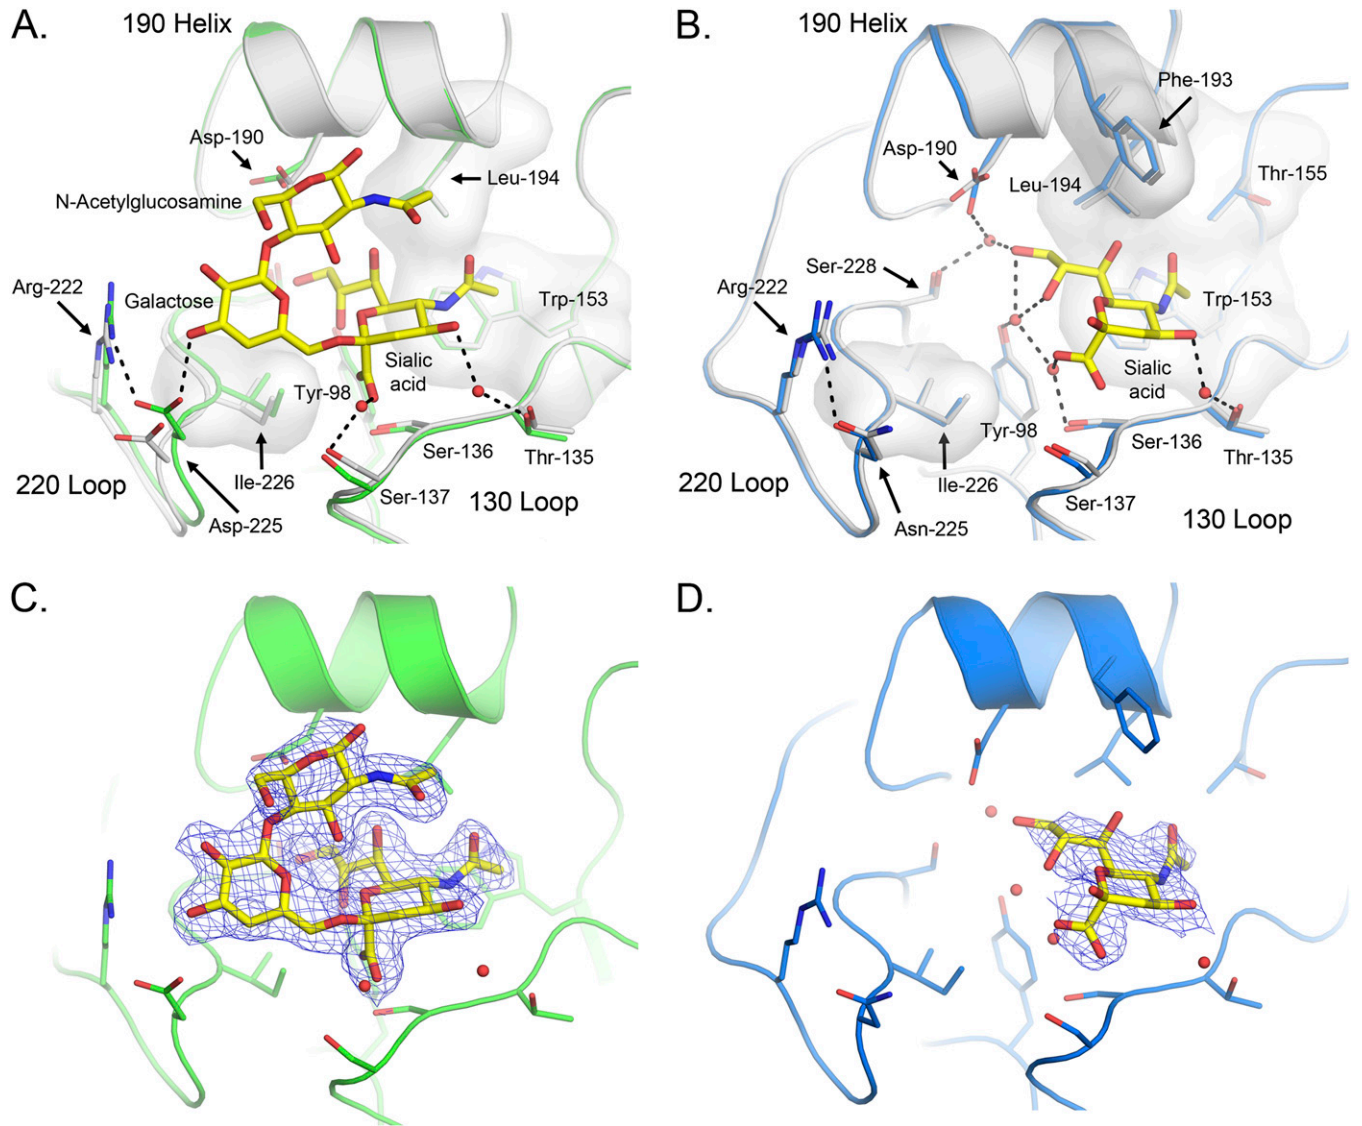 A.
190 Helix
Asp-190
N-Acetylglucosamine
Leu-194
Arg-222
Galactose
Trp-153
Tyr-98
Sialic
acid
Ser-136
Thr-135
220 Loop
Ile-226
Ser-137
130 Loop
Asp-225
B.
190 Helix
Phe-193
Asp-190
Leu-194
Thr-155
Ser-228
Arg-222
Trp-153
Sialic
acid
Tyr-98
Ser-136
Thr-135
220 Loop
Ile-226
Ser-137
Asn-225
130 Loop
C.
D.